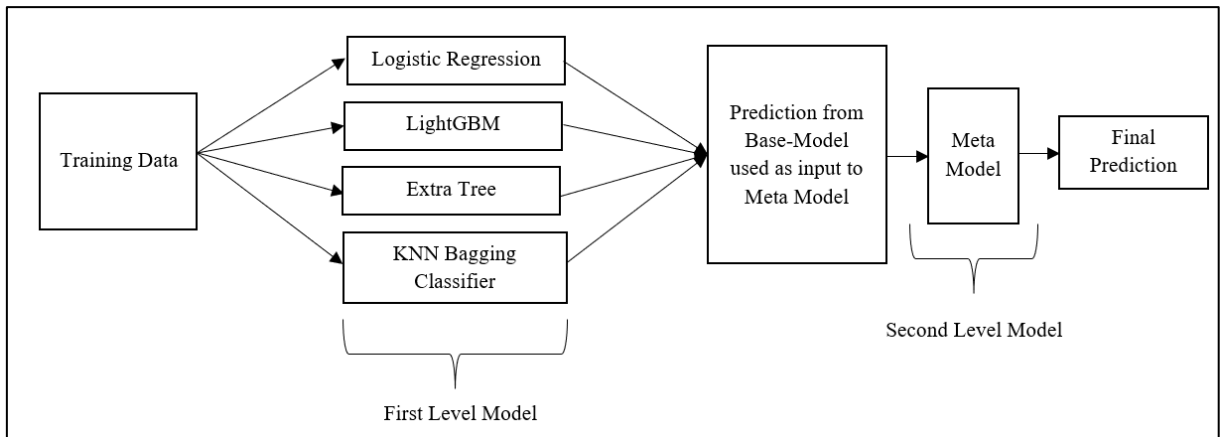 Training Data
Logistic Regression
LightGBM
Extra Tree
KNN Bagging
Classifier
First Level Model
Prediction from
Base-Model
used as input to
Meta Model
Meta
Model
Second Level Model
Final
Prediction